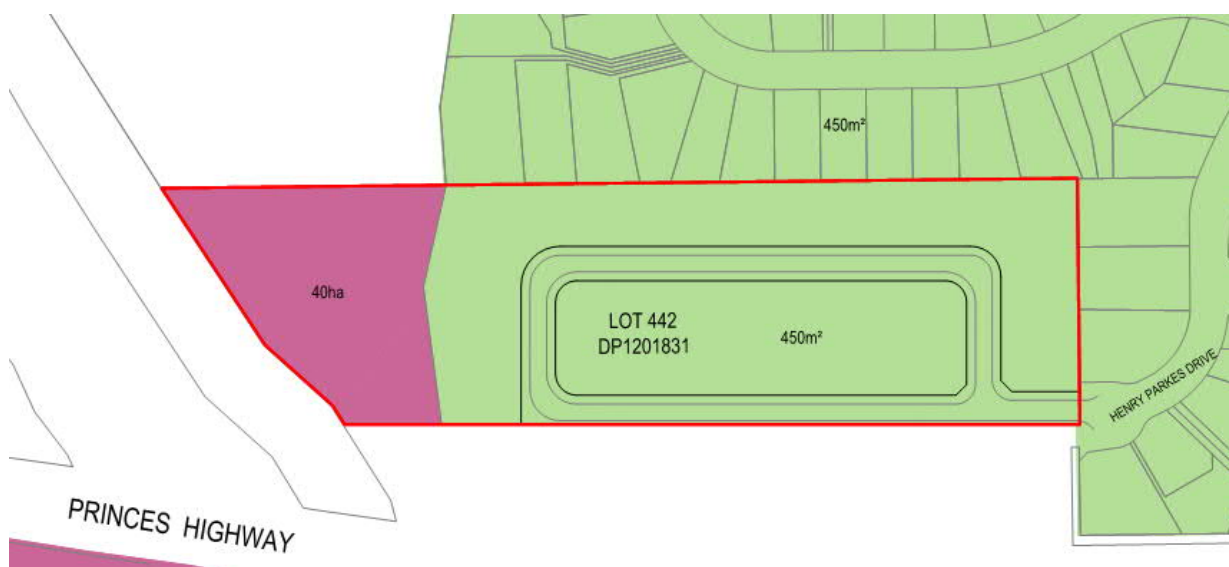 450m²
40ha
LOT 442
DP1201831
450m²
HENRY PARKES DRIVE
PRINCES HIGHWAY